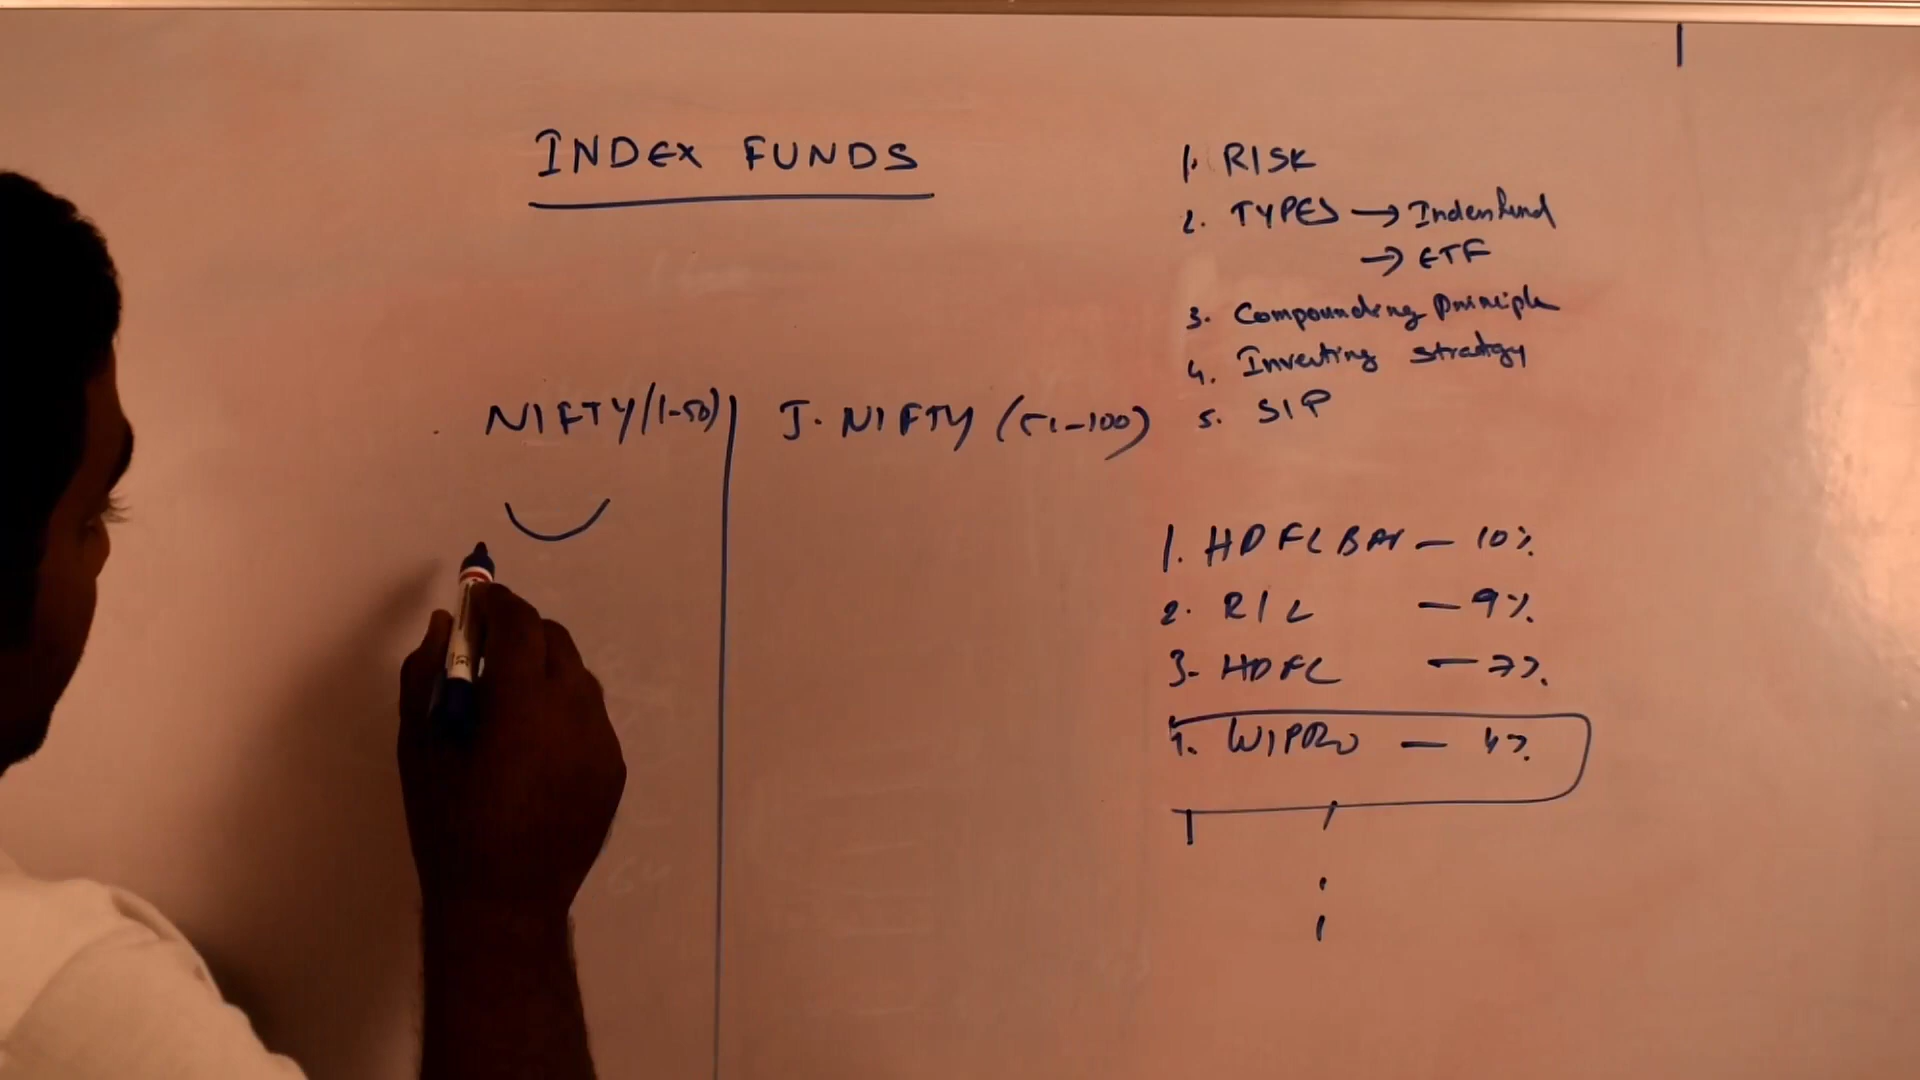 INDEX FUNDS
NIFTY (1-50) | J. NIFTY (51-100)
1. RISK
2. TYPES → Index fund
→ ETF
3. Compounding principle
4. Investing strategy
5. SIP
1. HDFC BAN — 10%
2. RIL — 9%
3. HDFC — 7%
4. WIPRO — 4%